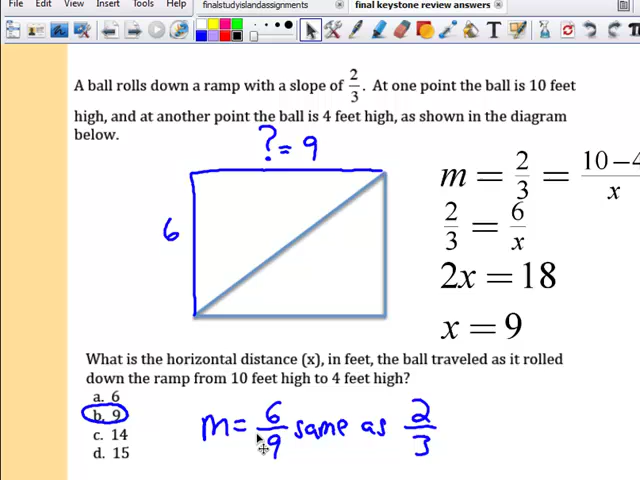 File Edit View Insert Tools Help
finalstudyislandassignments
final keystone review answers
A ball rolls down a ramp with a slope of 2/3. At one point the ball is 10 feet
high, and at another point the ball is 4 feet high, as shown in the diagram
below.
? = 9
6
m = 2/3 = 10 – 4/x
2/3 = 6/x
2x = 18
x = 9
What is the horizontal distance (x), in feet, the ball traveled as it rolled
down the ramp from 10 feet high to 4 feet high?
a. 6
b. 9
c. 14
d. 15
m = 6/9 same as 2/3